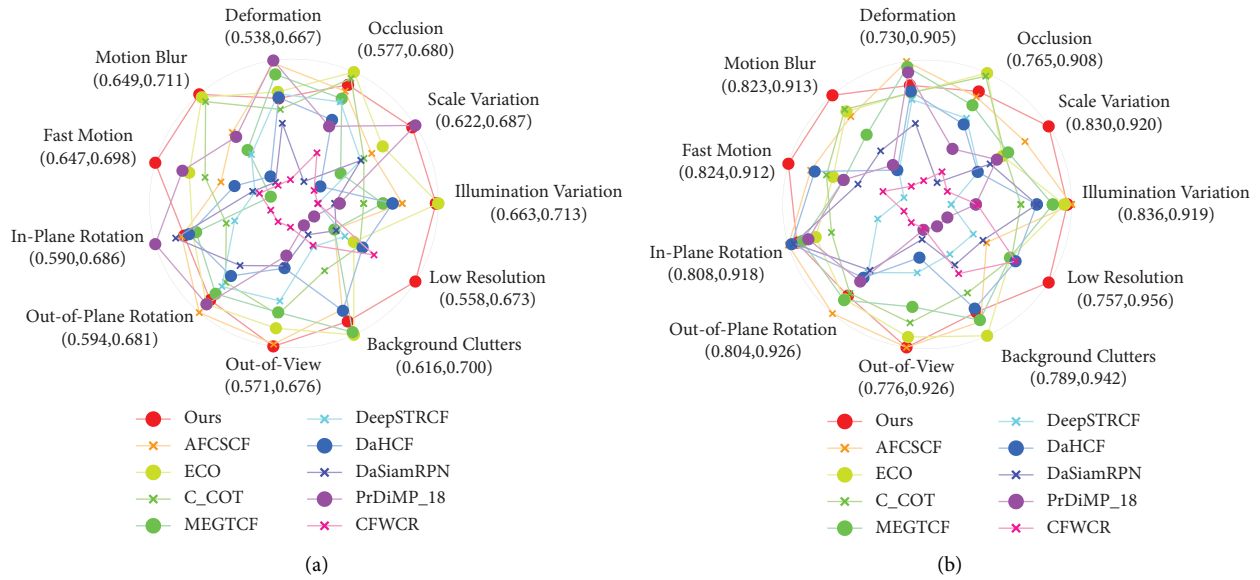 Deformation
(0.538,0.667)
Occlusion
(0.577,0.680)
Motion Blur
(0.649,0.711)
Scale Variation
(0.622,0.687)
Fast Motion
(0.647,0.698)
Illumination Variation
(0.663,0.713)
In-Plane Rotation
(0.590,0.686)
Low Resolution
(0.558,0.673)
Out-of-Plane Rotation
(0.594,0.681)
Background Clutters
(0.616,0.700)
Out-of-View
(0.571,0.676)
Ours
AFCSCF
ECO
C_COT
MEGTCF
DeepSTRCF
DaHCF
DaSiamRPN
PrDiMP_18
CFWCR
(a)
Deformation
(0.730,0.905)
Occlusion
(0.765,0.908)
Motion Blur
(0.823,0.913)
Scale Variation
(0.830,0.920)
Fast Motion
(0.824,0.912)
Illumination Variation
(0.836,0.919)
In-Plane Rotation
(0.808,0.918)
Low Resolution
(0.757,0.956)
Out-of-Plane Rotation
(0.804,0.926)
Background Clutters
(0.789,0.942)
Out-of-View
(0.776,0.926)
Ours
AFCSCF
ECO
C_COT
MEGTCF
DeepSTRCF
DaHCF
DaSiamRPN
PrDiMP_18
CFWCR
(b)